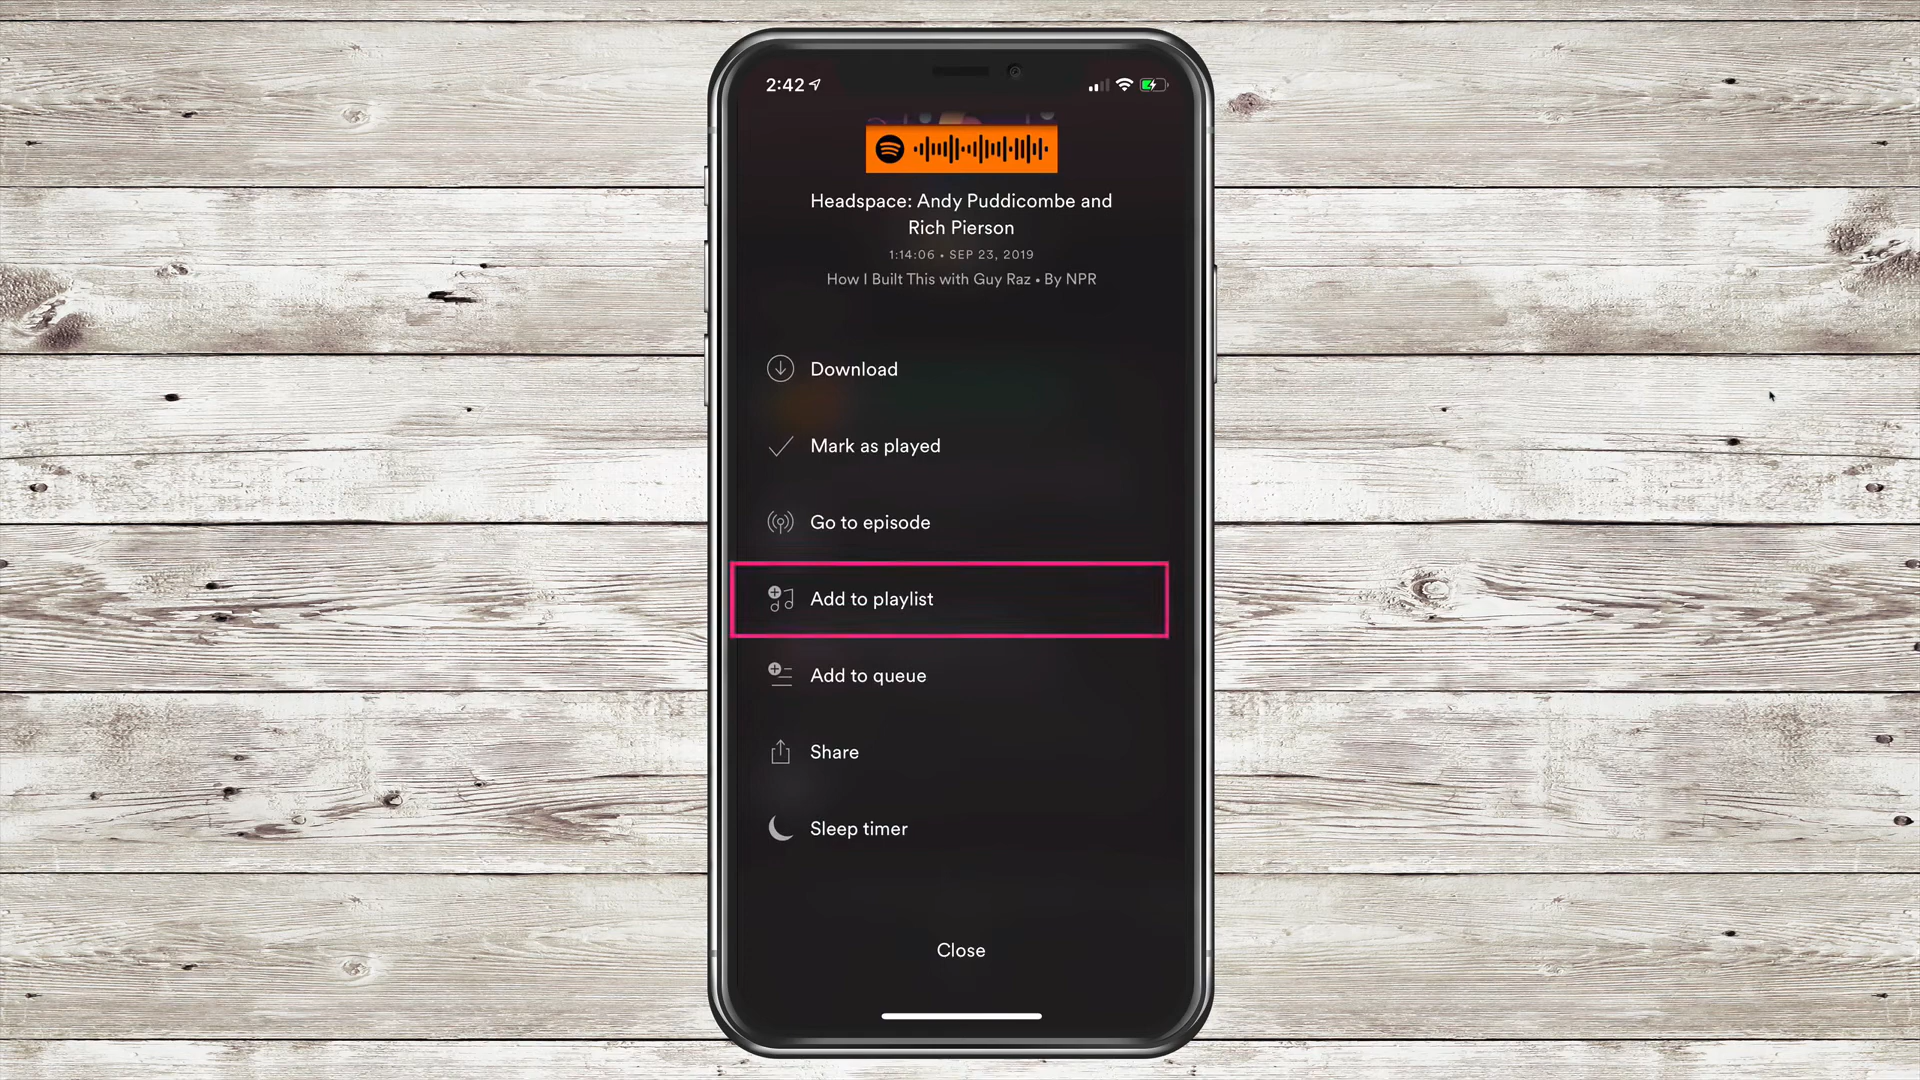 2:42
Headspace: Andy Puddicombe and
Rich Pierson
1:14:06 • SEP 23, 2019
How I Built This with Guy Raz • By NPR
Download
Mark as played
Go to episode
Add to playlist
Add to queue
Share
Sleep timer
Close